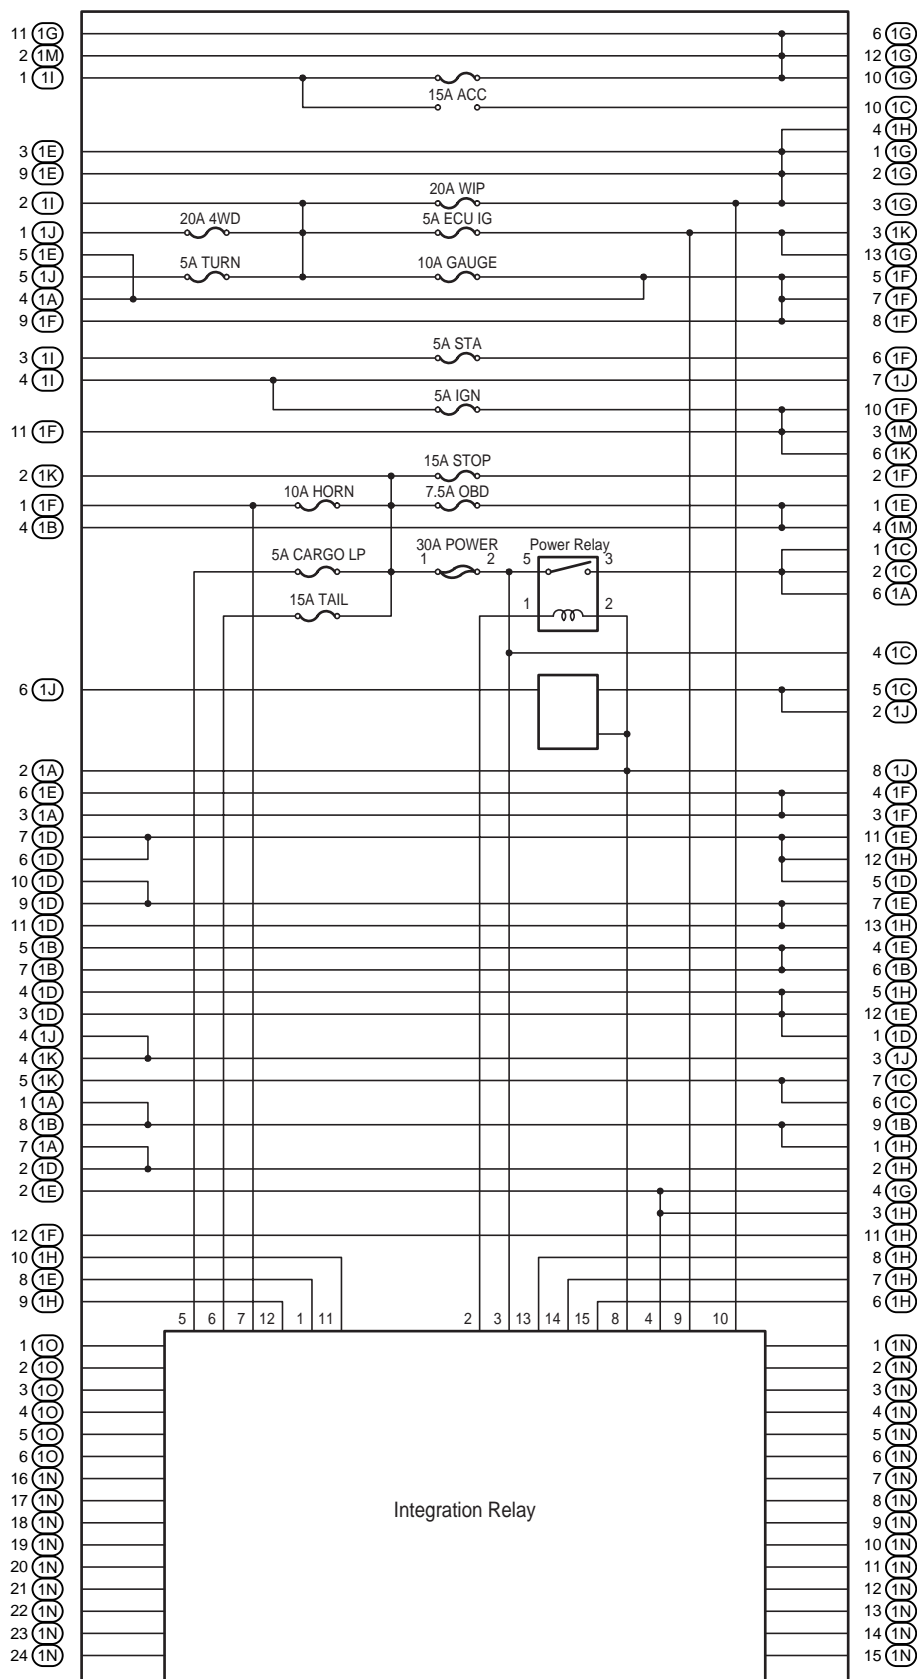 11 1G 6 1G
2 1M 12 1G
1 1I 10 1G
15A ACC
10 1C
4 1H
3 1E 1 1G
9 1E 2 1G
20A WIP
2 1I 3 1G
20A 4WD 5A ECU IG
1 1J 3 1K
5 1E 13 1G
5A TURN 10A GAUGE
5 1J 5 1F
4 1A 7 1F
9 1F 8 1F
5A STA
3 1I 6 1F
4 1I 7 1J
5A IGN
10 1F
11 1F 3 1M
6 1K
15A STOP
2 1K 2 1F
10A HORN 7.5A OBD
1 1F 1 1E
4 1B 4 1M
30A POWER Power Relay
1 1C
5A CARGO LP 1 2 5 3
2 1C
15A TAIL 6 1A
1 2
4 1C
6 1J 5 1C
2 1J
2 1A 8 1J
6 1E 4 1F
3 1A 3 1F
7 1D 11 1E
6 1D 12 1H
10 1D 5 1D
9 1D 7 1E
11 1D 13 1H
5 1B 4 1E
7 1B 6 1B
4 1D 5 1H
3 1D 12 1E
4 1J 1 1D
4 1K 3 1J
5 1K 7 1C
1 1A 6 1C
8 1B 9 1B
7 1A 1 1H
2 1D 2 1H
2 1E 4 1G
3 1H
12 1F 11 1H
10 1H 8 1H
8 1E 7 1H
9 1H 6 1H
5 6 7 12 1 11 2 3 13 14 15 8 4 9 10
1 1O 1 1N
2 1O 2 1N
3 1O 3 1N
4 1O 4 1N
5 1O 5 1N
6 1O 6 1N
16 1N 7 1N
17 1N 8 1N
Integration Relay
18 1N 9 1N
19 1N 10 1N
20 1N 11 1N
21 1N 12 1N
22 1N 13 1N
23 1N 14 1N
24 1N 15 1N